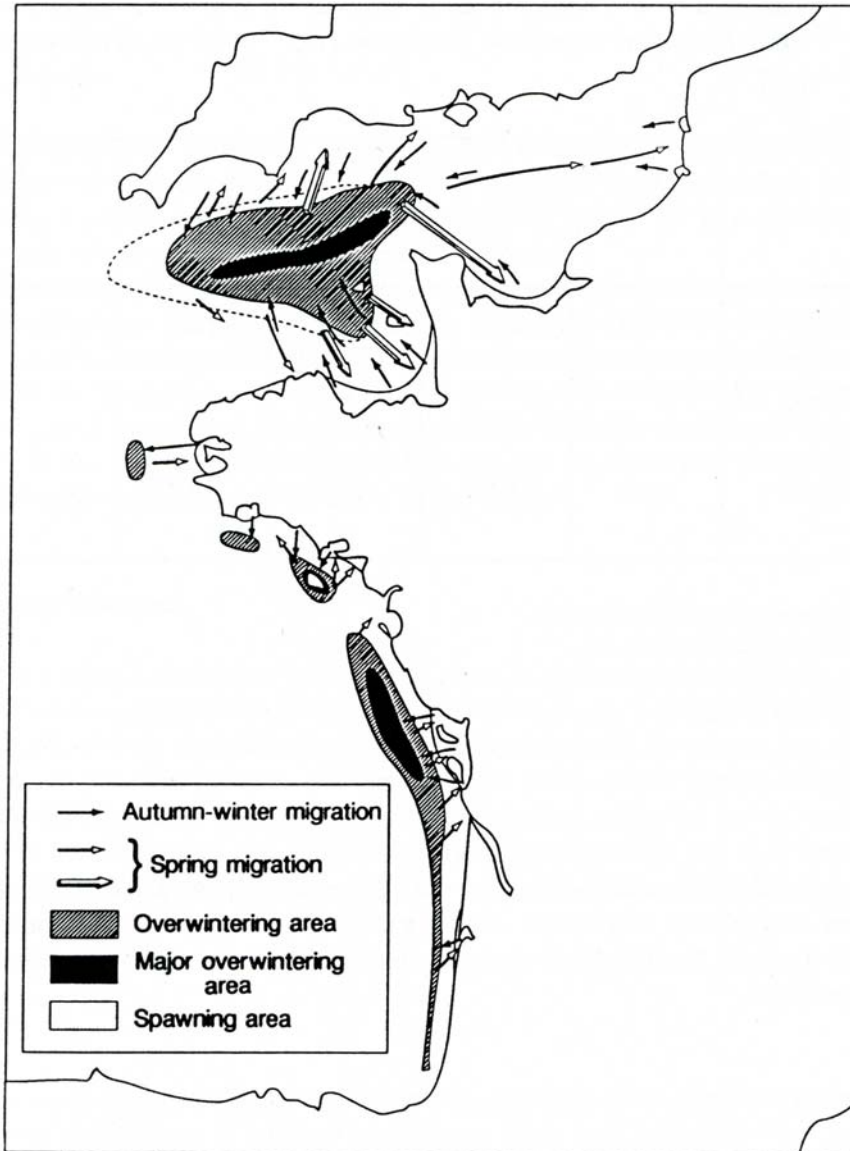 Autumn-winter migration
Spring migration
Overwintering area
Major overwintering
area
Spawning area